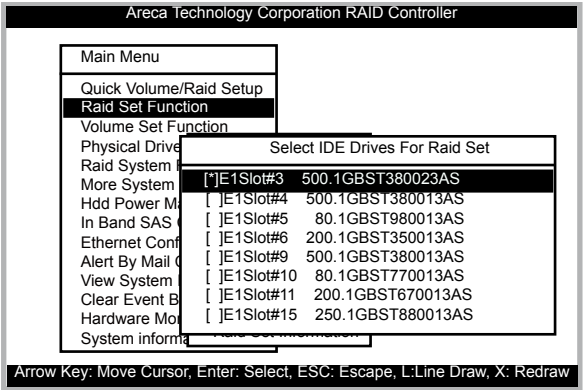 Areca Technology Corporation RAID Controller
Main Menu
Quick Volume/Raid Setup
Raid Set Function
Volume Set Function
Physical Drive
Raid System
More System
Hdd Power
In Band SAS
Ethernet Conf
Alert By Mail
View System
Clear Event B
Hardware Mo
System informa
Select IDE Drives For Raid Set
[*]E1Slot#3 500.1GBST380023AS
[ ]E1Slot#4 500.1GBST380013AS
[ ]E1Slot#5 80.1GBST980013AS
[ ]E1Slot#6 200.1GBST350013AS
[ ]E1Slot#9 500.1GBST380013AS
[ ]E1Slot#10 80.1GBST770013AS
[ ]E1Slot#11 200.1GBST670013AS
[ ]E1Slot#15 250.1GBST880013AS
Raid Set Information
Arrow Key: Move Cursor, Enter: Select, ESC: Escape, L:Line Draw, X: Redraw